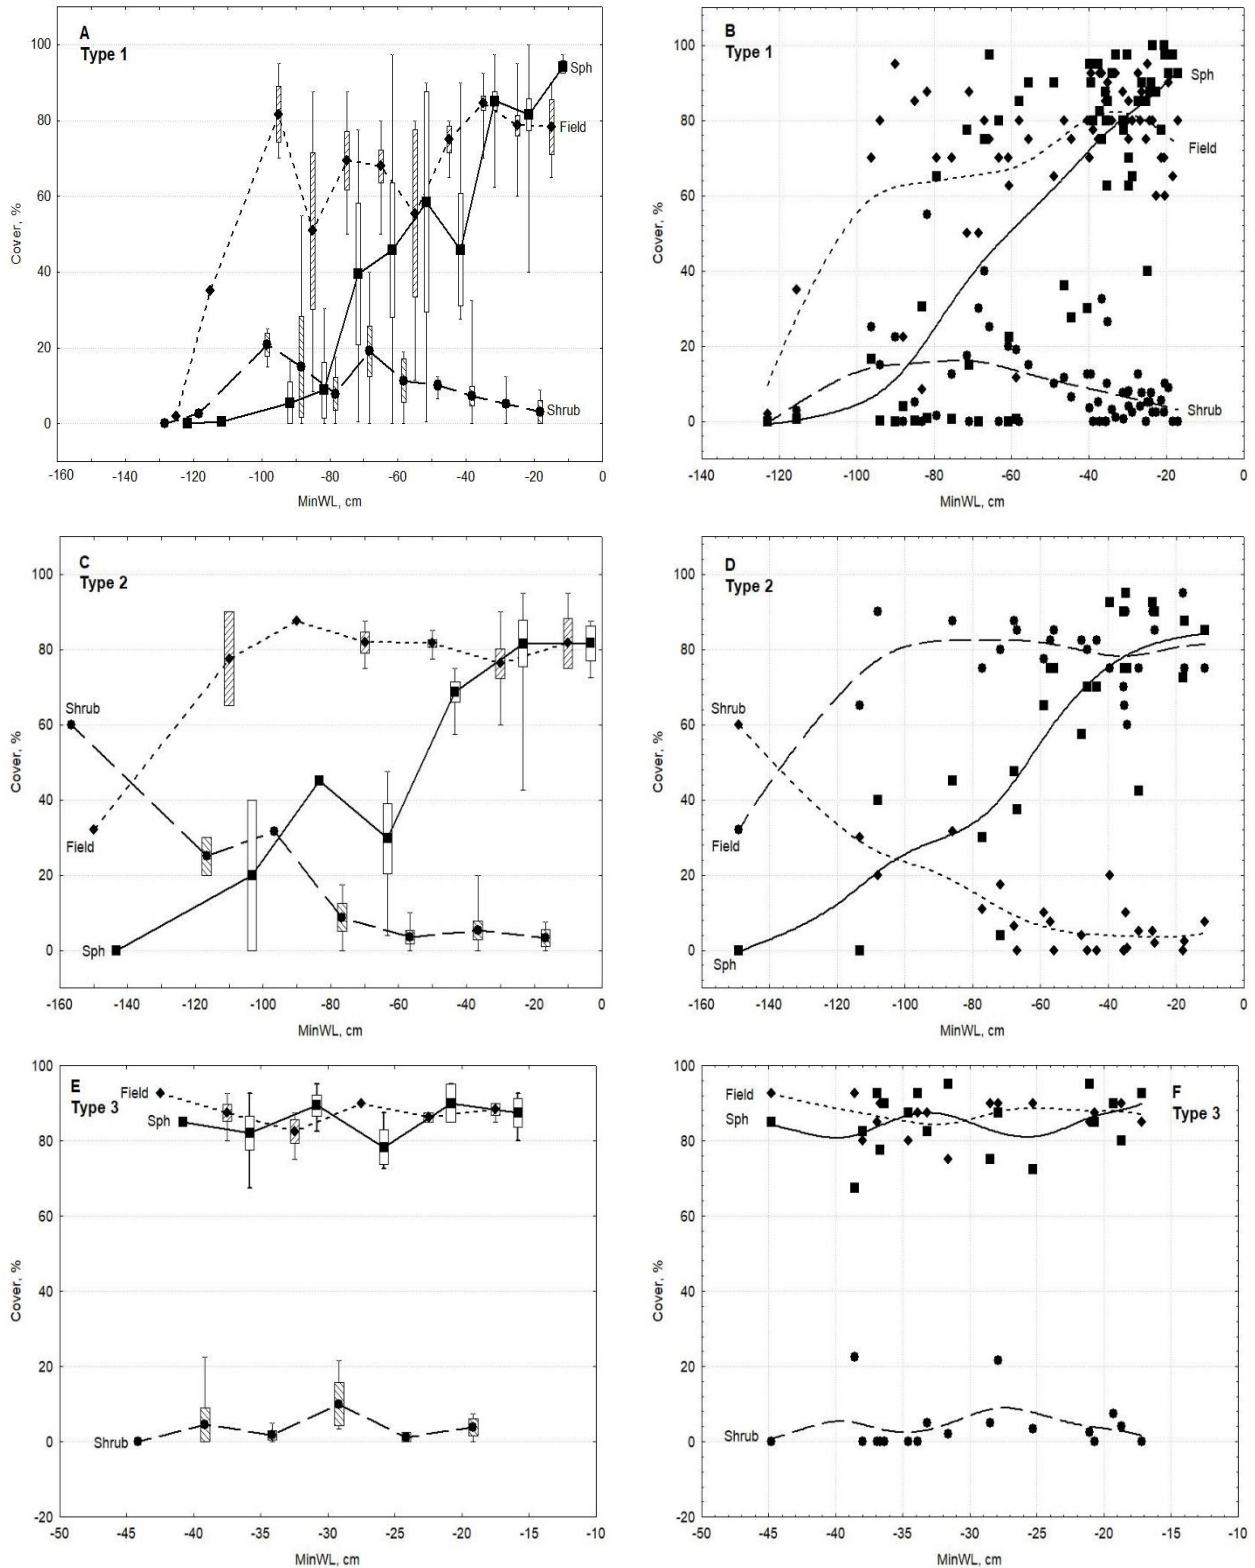 A
Type 1
100
80
60
40
20
0
Cover, %
Sph
Field
Shrub
-160 -140 -120 -100 -80 -60 -40 -20 0
MinWL, cm
B
Type 1
100
80
60
40
20
0
Cover, %
Sph
Field
Shrub
-140 -120 -100 -80 -60 -40 -20 0
MinWL, cm
C
Type 2
100
80
60
40
20
0
Cover, %
Shrub
Field
Sph
-160 -140 -120 -100 -80 -60 -40 -20 0
MinWL, cm
D
Type 2
100
80
60
40
20
0
Cover, %
Shrub
Field
Sph
-160 -140 -120 -100 -80 -60 -40 -20 0
MinWL, cm
E
Type 3
100
80
60
40
20
0
-20
Cover, %
Field
Sph
Shrub
-50 -45 -40 -35 -30 -25 -20 -15 -10
MinWL, cm
F
Type 3
100
80
60
40
20
0
-20
Cover, %
Field
Sph
Shrub
-50 -45 -40 -35 -30 -25 -20 -15 -10
MinWL, cm